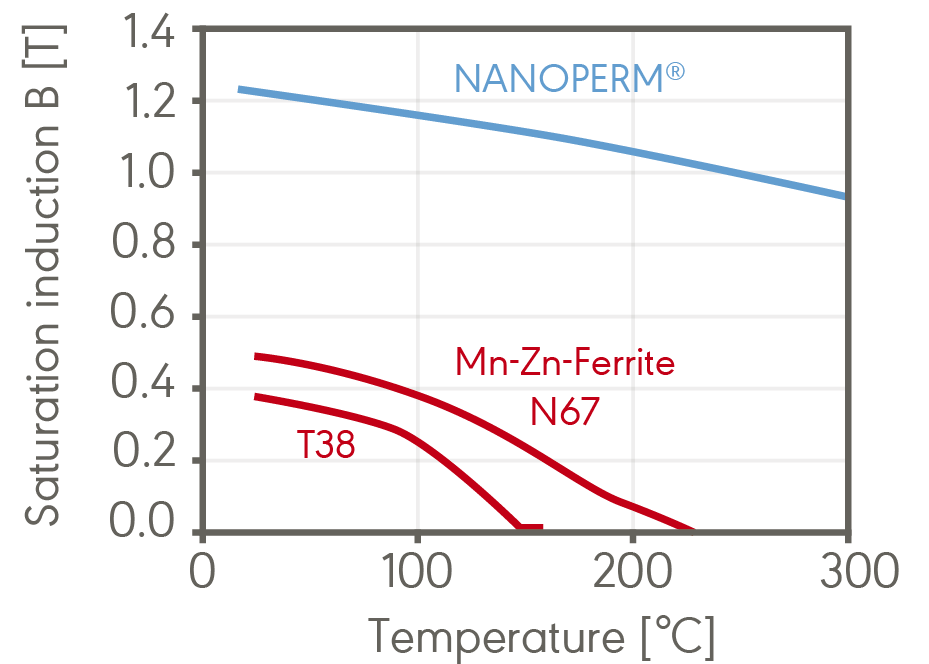 Saturation induction B [T]
1.4
1.2
1.0
0.8
0.6
0.4
0.2
0.0
NANOPERM®
Mn-Zn-Ferrite
N67
T38
0 100 200 300
Temperature [°C]